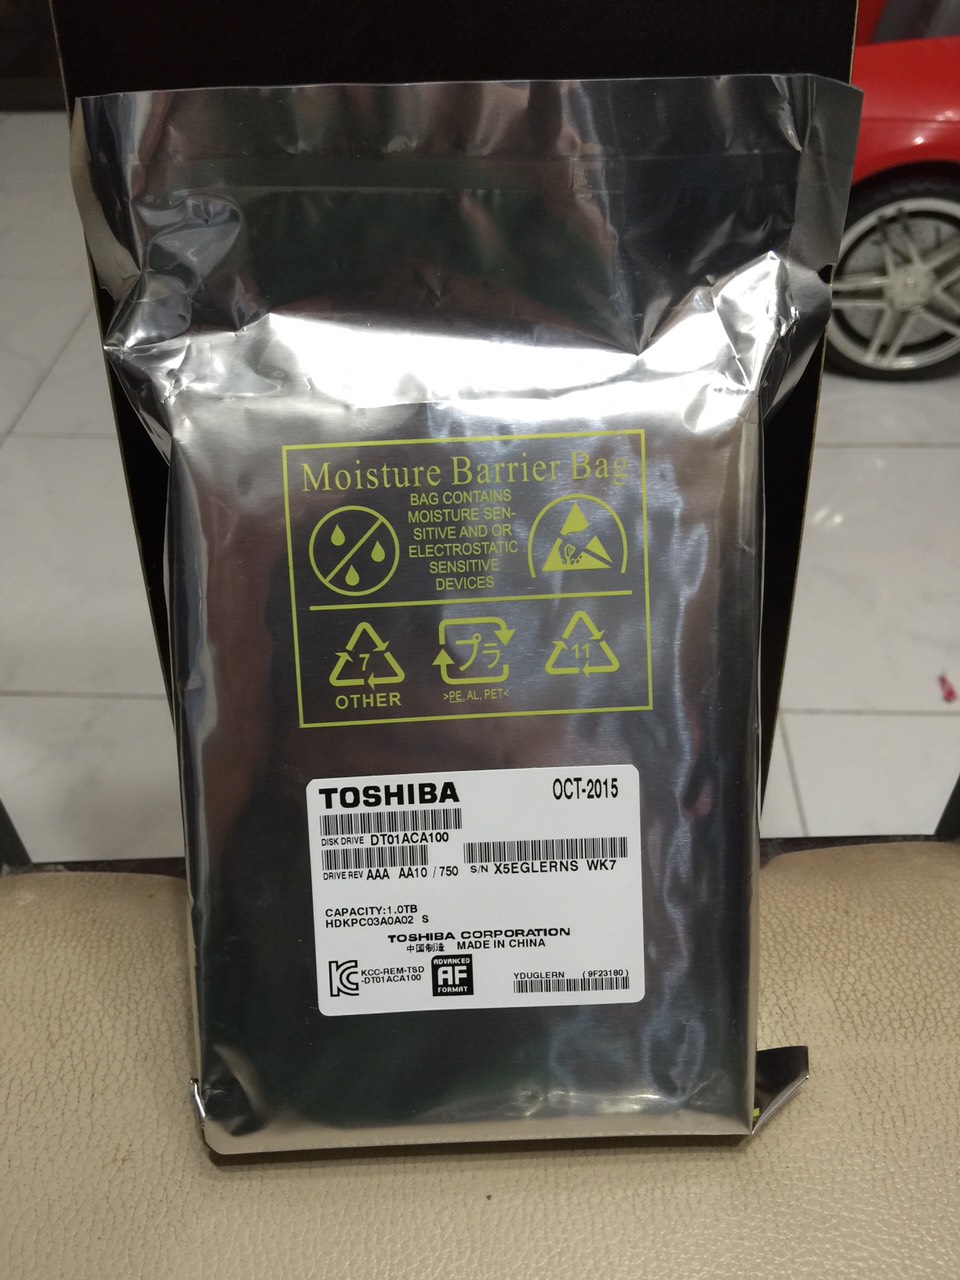 Moisture Barrier Bag
BAG CONTAINS
MOISTURE SEN-
SITIVE AND OR
ELECTROSTATIC
SENSITIVE
DEVICES
7
OTHER
プラ
>PE, AL, PET<
11
TOSHIBA
OCT-2015
DISK DRIVE DT01ACA100
DRIVE REV AAA AA10 / 750
S/N X5EGLERNS WK7
CAPACITY:1.0TB
HDKPC03A0A02 S
TOSHIBA CORPORATION
中国制造 MADE IN CHINA
KCC-REM-TSD
-DT01ACA100
ADVANCED
AF
FORMAT
YDUGLERN (9F23180)